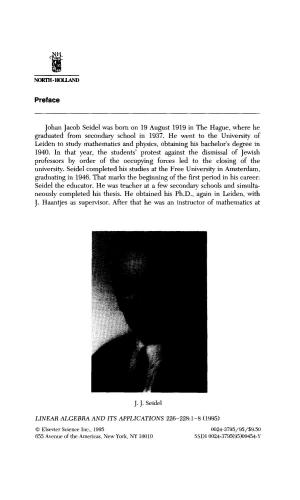 NH
NORTH-HOLLAND
Preface
Johan Jacob Seidel was born on 19 August 1919 in The Hague, where he
graduated from secondary school in 1937. He went to the University of
Leiden to study mathematics and physics, obtaining his bachelor's degree in
1940. In that year, the students' protest against the dismissal of Jewish
professors by order of the occupying forces led to the closing of the
university. Seidel completed his studies at the Free University in Amsterdam,
graduating in 1946. That marks the beginning of the first period in his career:
Seidel the educator. He was teacher at a few secondary schools and simulta-
neously completed his thesis. He obtained his Ph.D., again in Leiden, with
J. Haantjes as supervisor. After that he was an instructor of mathematics at
J. J. Seidel
LINEAR ALGEBRA AND ITS APPLICATIONS 226–228:1–8 (1995)
© Elsevier Science Inc., 1995 0024-3795/95/$9.50
655 Avenue of the Americas, New York, NY 10010 SSDI 0024-3795(95)00454-V